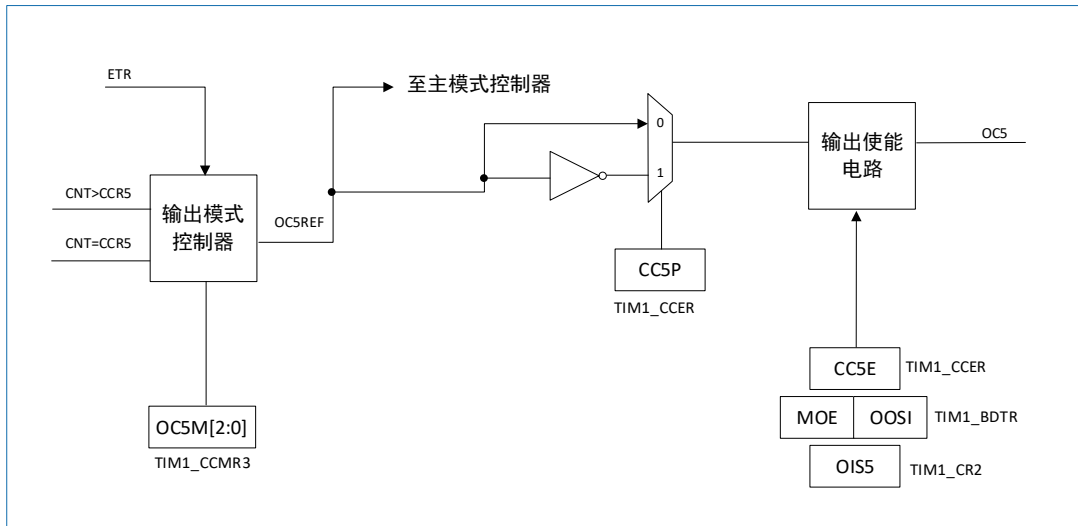 ETR
至主模式控制器
0
输出使能
电路
OC5
1
CNT>CCR5
输出模式
控制器
OC5REF
CNT=CCR5
CC5P
TIM1_CCER
CC5E
TIM1_CCER
MOE
OOSI
TIM1_BDTR
OC5M[2:0]
TIM1_CCMR3
OIS5
TIM1_CR2